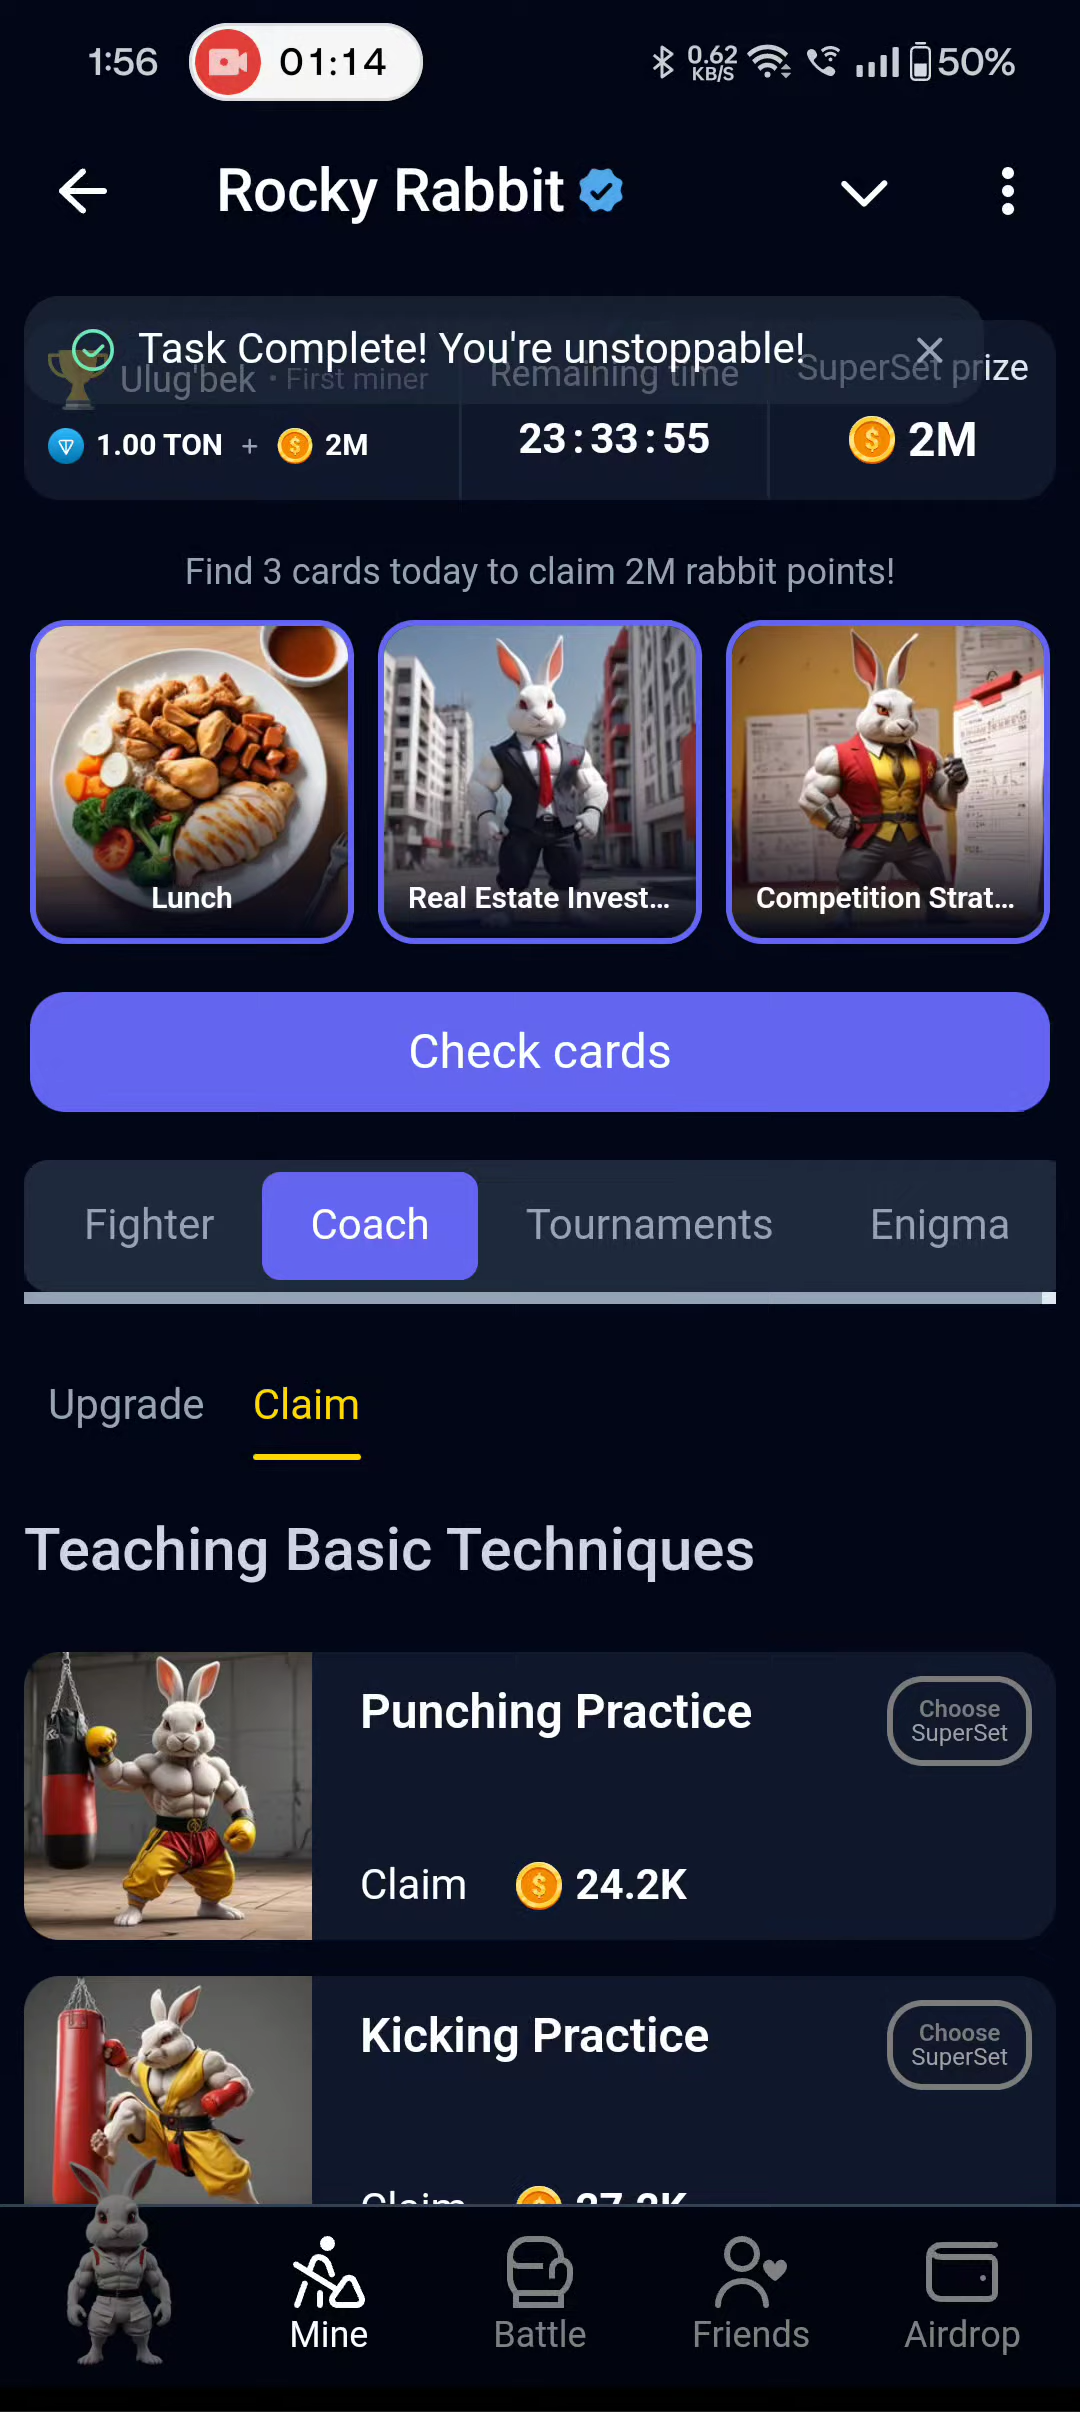 1:56
01:14
0.62
KB/S
50%
Rocky Rabbit
Task Complete! You're unstoppable!
Ulug'bek • First miner
Remaining time
SuperSet prize
1.00 TON + 2M
23:33:55
2M
Find 3 cards today to claim 2M rabbit points!
Lunch
Real Estate Invest...
Competition Strat...
Check cards
Fighter
Coach
Tournaments
Enigma
Upgrade
Claim
Teaching Basic Techniques
Punching Practice
Choose
SuperSet
Claim
24.2K
Kicking Practice
Choose
SuperSet
Claim
Mine
Battle
Friends
Airdrop